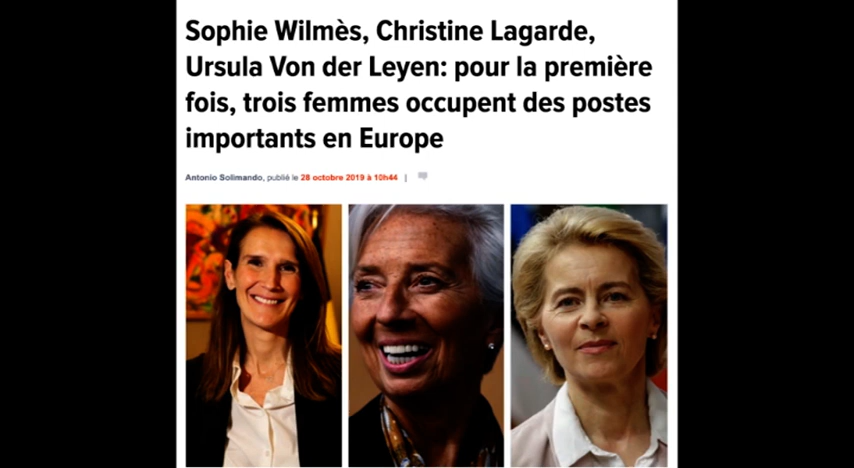 Sophie Wilmès, Christine Lagarde,
Ursula Von der Leyen: pour la première
fois, trois femmes occupent des postes
importants en Europe
Antonio Solimando, publié le 28 octobre 2019 à 10h44 |